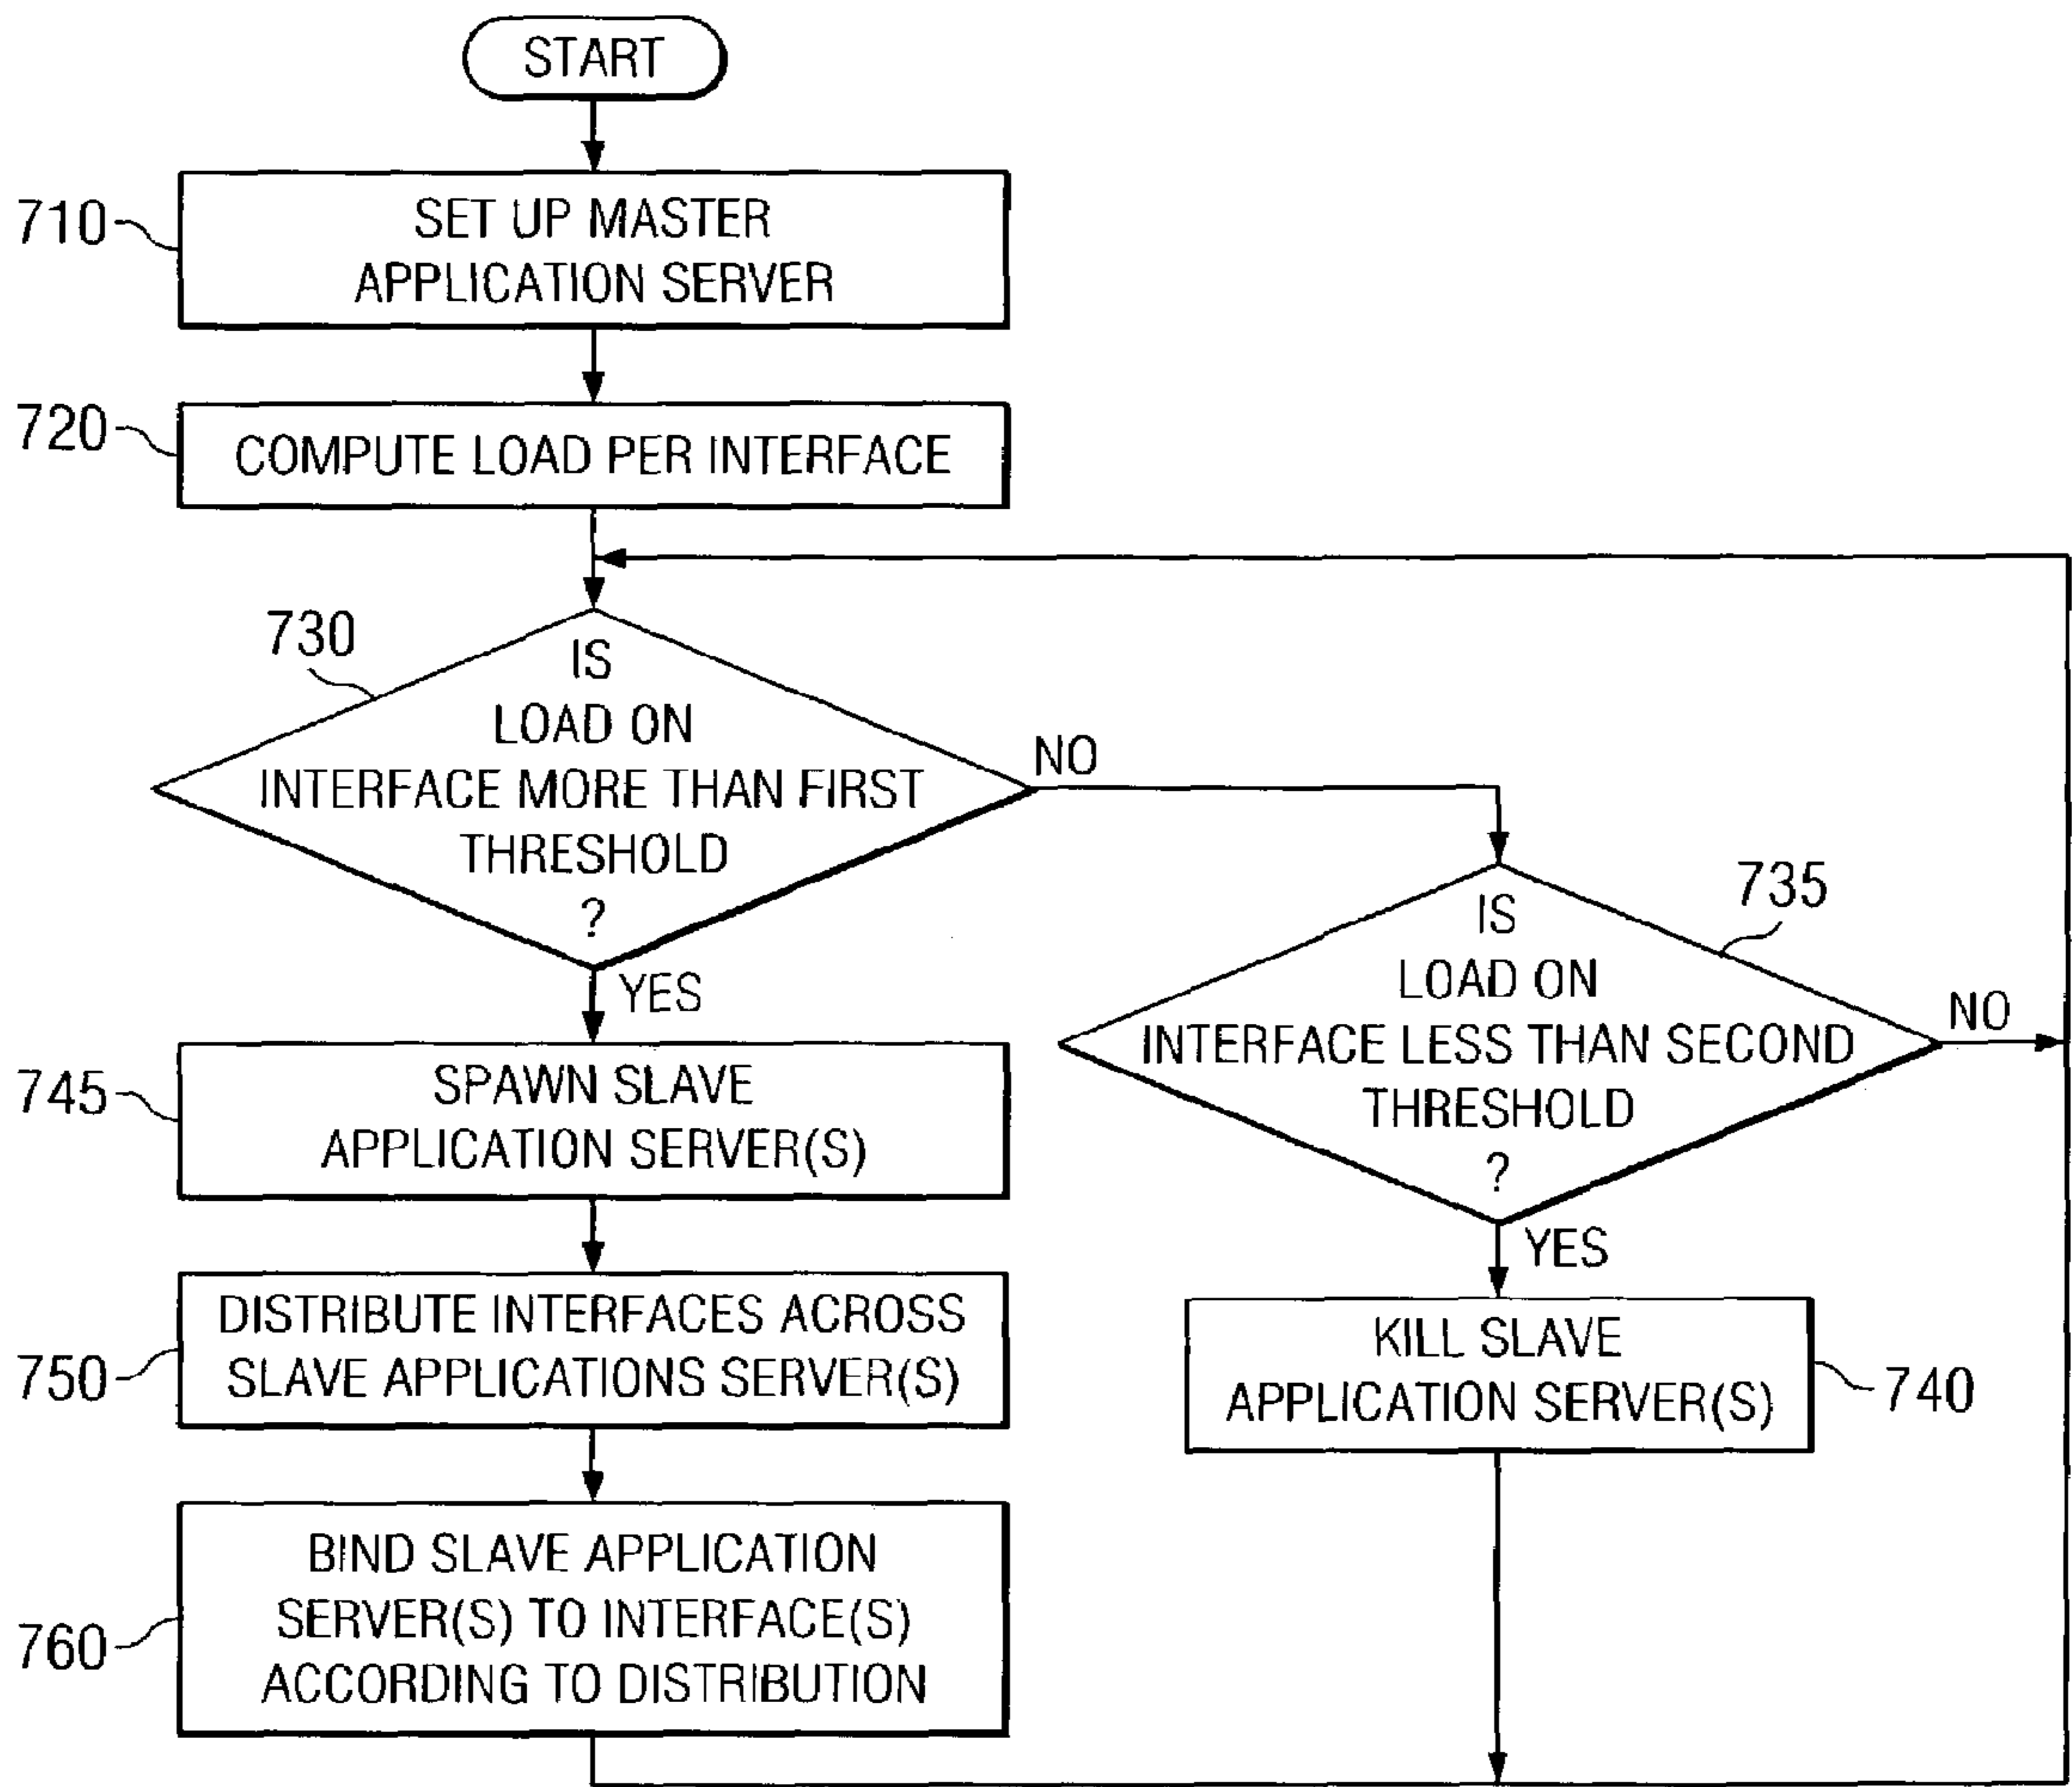 START
710
SET UP MASTER
APPLICATION SERVER
720
COMPUTE LOAD PER INTERFACE
730
IS
LOAD ON
INTERFACE MORE THAN FIRST
THRESHOLD
?
NO
YES
735
IS
LOAD ON
INTERFACE LESS THAN SECOND
THRESHOLD
?
NO
YES
745
SPAWN SLAVE
APPLICATION SERVER(S)
750
DISTRIBUTE INTERFACES ACROSS
SLAVE APPLICATIONS SERVER(S)
KILL SLAVE
APPLICATION SERVER(S)
740
760
BIND SLAVE APPLICATION
SERVER(S) TO INTERFACE(S)
ACCORDING TO DISTRIBUTION